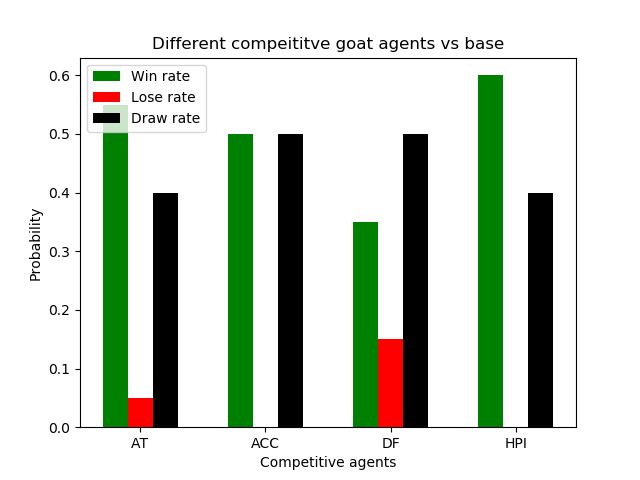 Different compeititve goat agents vs base
Win rate
Lose rate
Draw rate
0.6
0.5
0.4
0.3
0.2
0.1
0.0
Probability
AT ACC DF HPI
Competitive agents